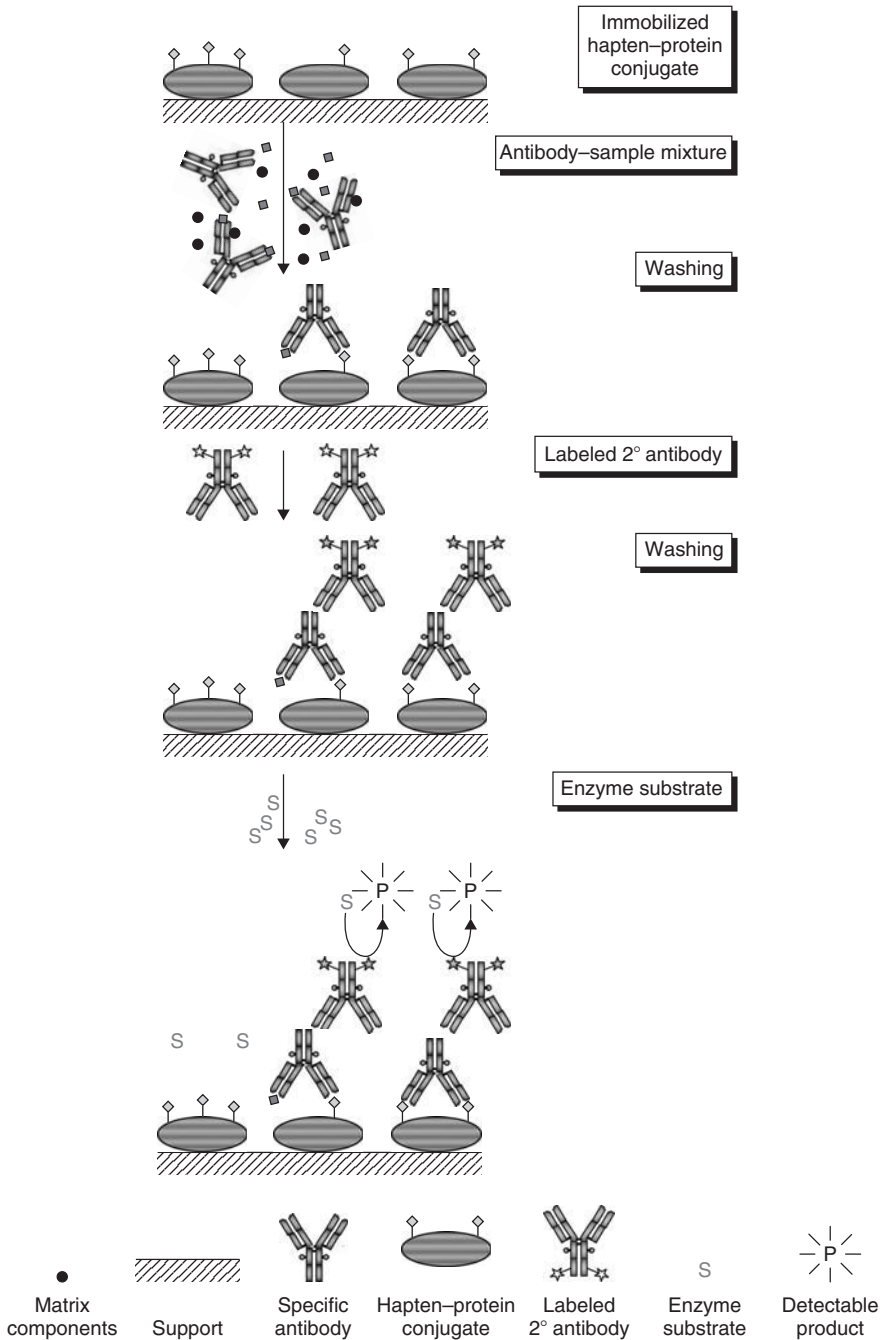 Immobilized
hapten–protein
conjugate
Antibody–sample mixture
Washing
Labeled 2° antibody
Washing
Enzyme substrate
S
S
S
S
S
S
S
P
S
P
S
S
P
Matrix
components
Support
Specific
antibody
Hapten–protein
conjugate
Labeled
2° antibody
S
Enzyme
substrate
Detectable
product